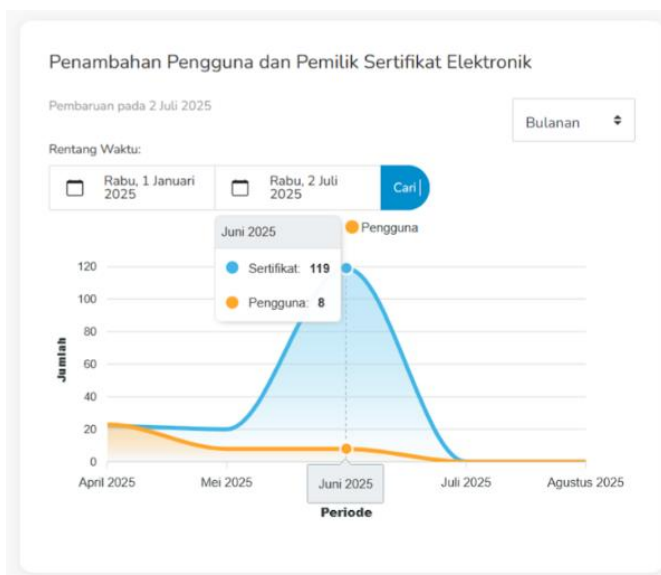 Penambahan Pengguna dan Pemilik Sertifikat Elektronik
Pembaruan pada 2 Juli 2025
Bulanan
Rentang Waktu:
Rabu, 1 Januari
2025
Rabu, 2 Juli
2025
Cari
Juni 2025
Pengguna
Sertifikat: 119
Pengguna: 8
120
100
80
60
40
20
0
Jumlah
April 2025
Mei 2025
Juni 2025
Juli 2025
Agustus 2025
Periode